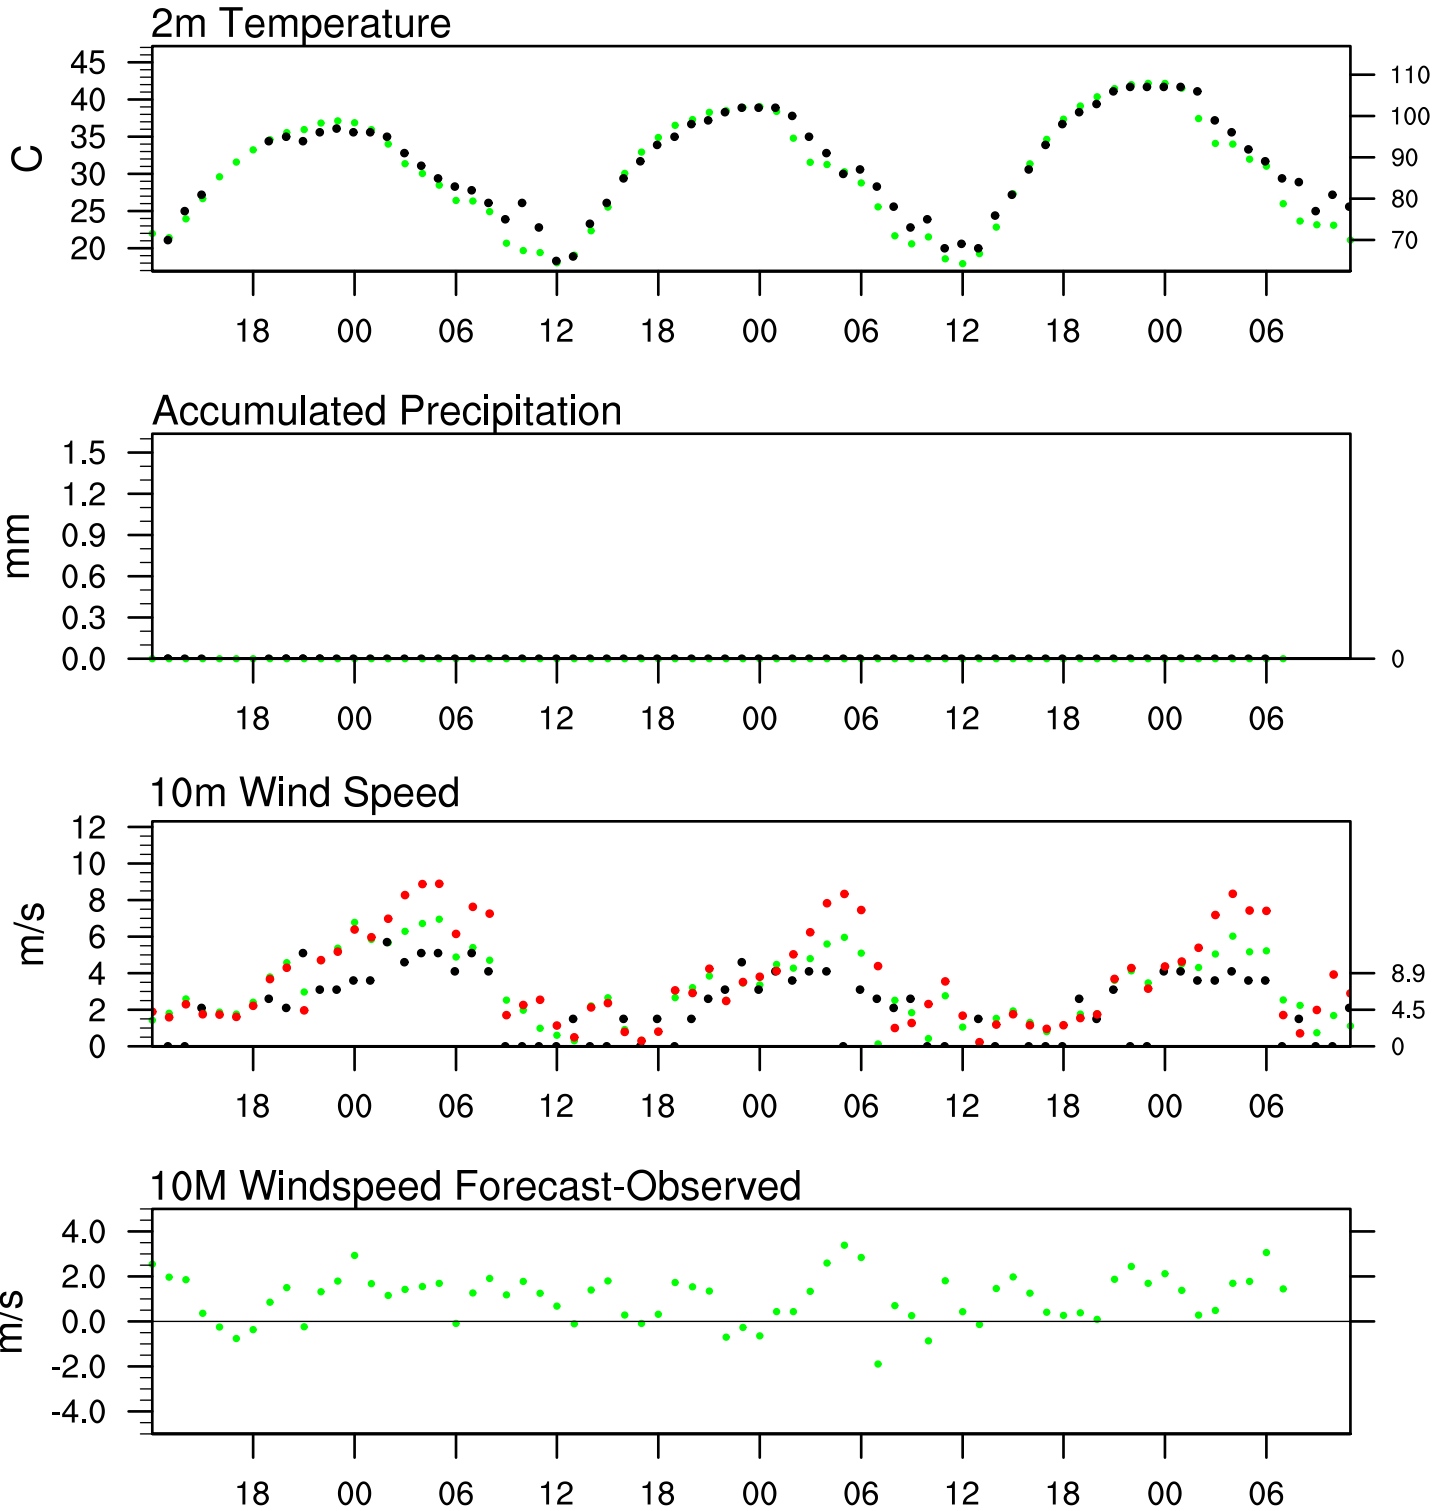 2m Temperature
45
40
35
30
25
20
C
110
100
90
80
70
18 00 06 12 18 00 06 12 18 00 06
Accumulated Precipitation
1.5
1.2
0.9
0.6
0.3
0.0
mm
0
18 00 06 12 18 00 06 12 18 00 06
10m Wind Speed
12
10
8
6
4
2
0
m/s
8.9
4.5
0
18 00 06 12 18 00 06 12 18 00 06
10M Windspeed Forecast-Observed
4.0
2.0
0.0
-2.0
-4.0
m/s
18 00 06 12 18 00 06 12 18 00 06